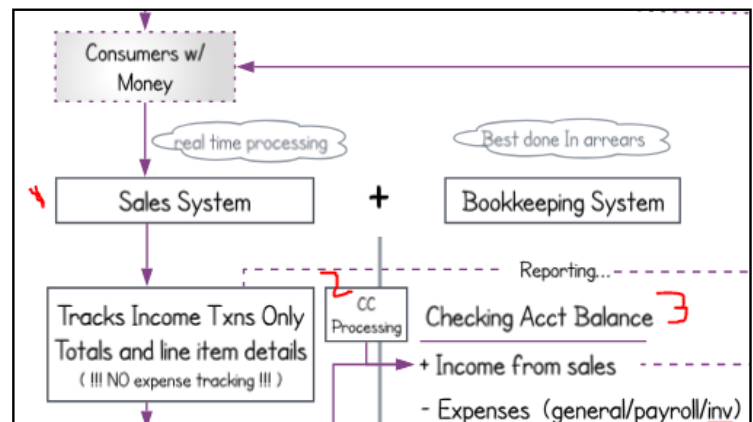 Consumers w/
Money
real time processing
Best done In arrears
Sales System
+
Bookkeeping System
Reporting...
2
CC
Processing
Tracks Income Txns Only
Totals and line item details
( !!! NO expense tracking !!! )
Checking Acct Balance
3
+ Income from sales
- Expenses (general/payroll/inv)